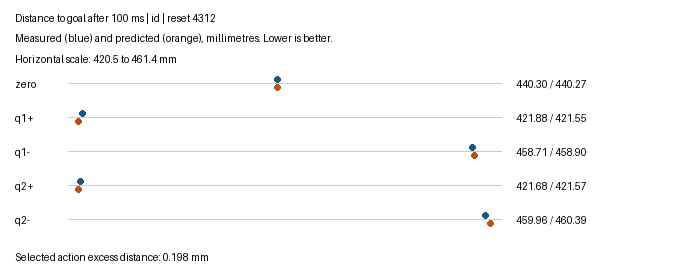 Distance to goal after 100 ms | id | reset 4312
Measured (blue) and predicted (orange), millimetres. Lower is better.
Horizontal scale: 420.5 to 461.4 mm
zero 440.30 / 440.27
q1+ 421.88 / 421.55
q1- 458.71 / 458.90
q2+ 421.68 / 421.57
q2- 459.96 / 460.39
Selected action excess distance: 0.198 mm